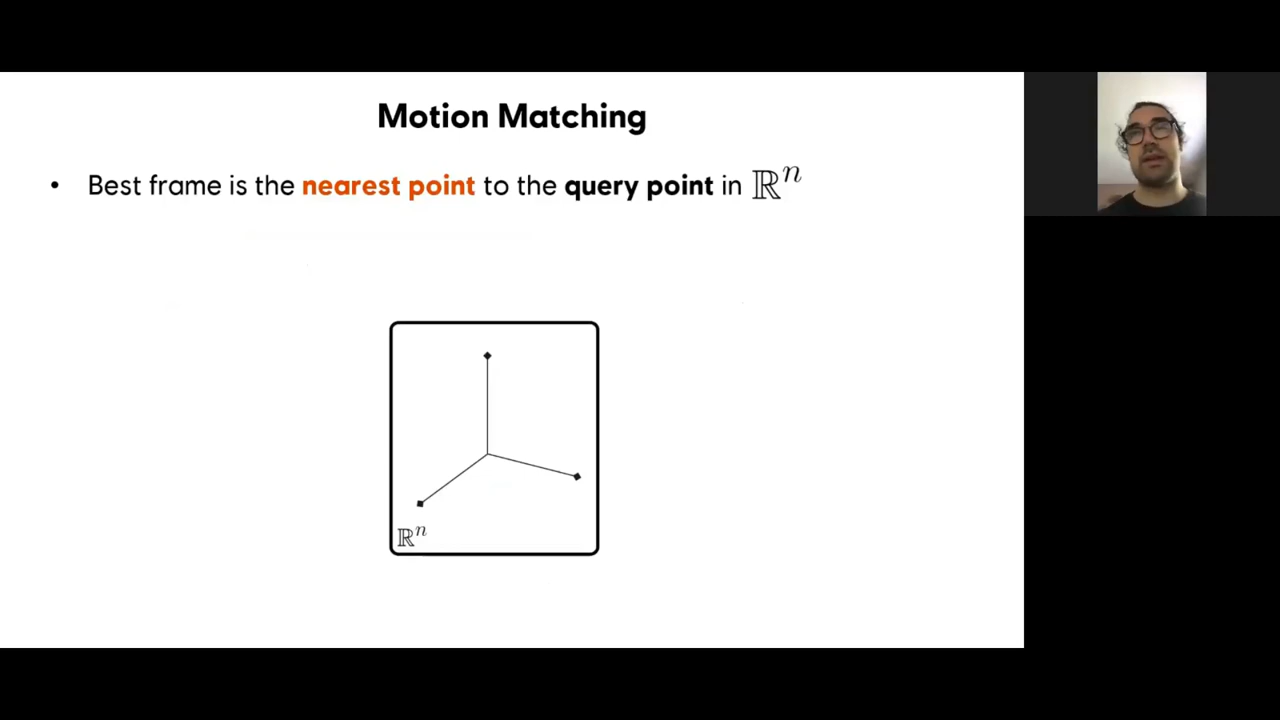 Motion Matching
• Best frame is the nearest point to the query point in ℝⁿ
ℝⁿ